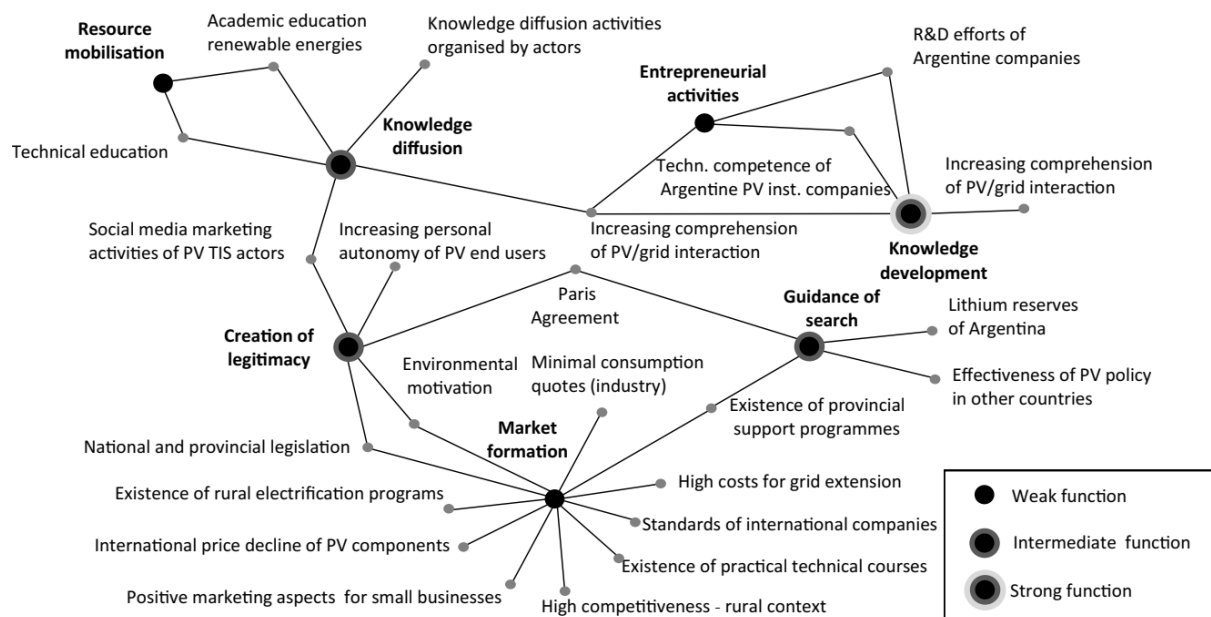 Resource
mobilisation
Academic education
renewable energies
Knowledge diffusion activities
organised by actors
R&D efforts of
Argentine companies
Entrepreneurial
activities
Knowledge
diffusion
Technical education
Techn. competence of
Argentine PV inst. companies
Increasing comprehension
of PV/grid interaction
Social media marketing
activities of PV TIS actors
Increasing personal
autonomy of PV end users
Increasing comprehension
of PV/grid interaction
Knowledge
development
Paris
Agreement
Guidance of
search
Lithium reserves
of Argentina
Creation of
legitimacy
Environmental
motivation
Minimal consumption
quotes (industry)
Effectiveness of PV policy
in other countries
Existence of provincial
support programmes
National and provincial legislation
Market
formation
High costs for grid extension
Existence of rural electrification programs
Standards of international companies
International price decline of PV components
Existence of practical technical courses
Positive marketing aspects for small businesses
High competitiveness - rural context
Weak function
Intermediate function
Strong function